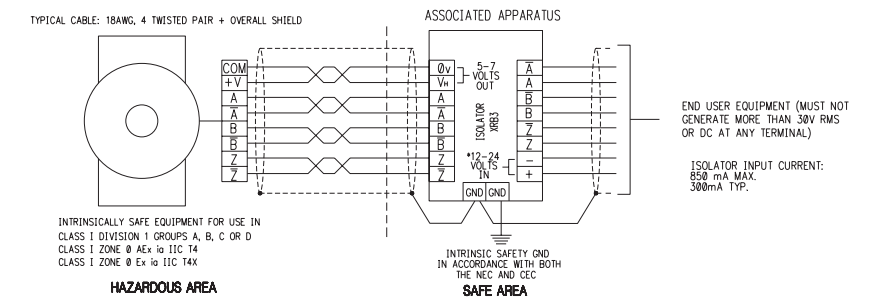 TYPICAL CABLE: 18AWG, 4 TWISTED PAIR + OVERALL SHIELD
ASSOCIATED APPARATUS
COM
+V
A
A̅
B
B̅
Z
Z̅
0V
VH
A
A̅
B
B̅
Z
Z̅
5-7
VOLTS
OUT
ISOLATOR
XRB3
*12-24
VOLTS
IN
A̅
A
B̅
B
Z̅
Z
-
+
GND GND
END USER EQUIPMENT (MUST NOT
GENERATE MORE THAN 30V RMS
OR DC AT ANY TERMINAL)
ISOLATOR INPUT CURRENT:
850 mA MAX.
300mA TYP.
INTRINSICALLY SAFE EQUIPMENT FOR USE IN
CLASS I DIVISION 1 GROUPS A, B, C OR D
CLASS I ZONE 0 AEx ia IIC T4
CLASS I ZONE 0 Ex ia IIC T4X
HAZARDOUS AREA
INTRINSIC SAFETY GND
IN ACCORDANCE WITH BOTH
THE NEC AND CEC
SAFE AREA